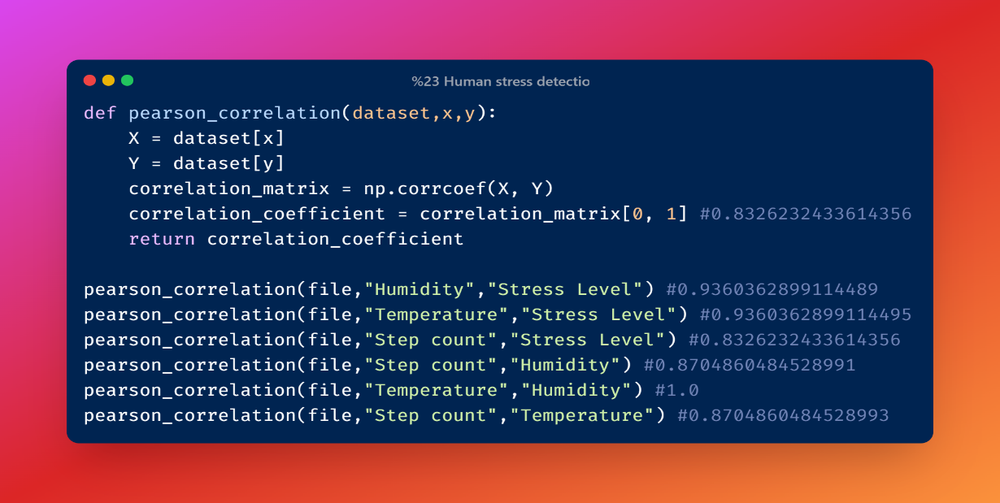 %23 Human stress detectio
def pearson_correlation(dataset,x,y):
    X = dataset[x]
    Y = dataset[y]
    correlation_matrix = np.corrcoef(X, Y)
    correlation_coefficient = correlation_matrix[0, 1] #0.8326232433614356
    return correlation_coefficient

pearson_correlation(file,"Humidity","Stress Level") #0.9360362899114489
pearson_correlation(file,"Temperature","Stress Level") #0.9360362899114495
pearson_correlation(file,"Step count","Stress Level") #0.8326232433614356
pearson_correlation(file,"Step count","Humidity") #0.8704860484528991
pearson_correlation(file,"Temperature","Humidity") #1.0
pearson_correlation(file,"Step count","Temperature") #0.8704860484528993